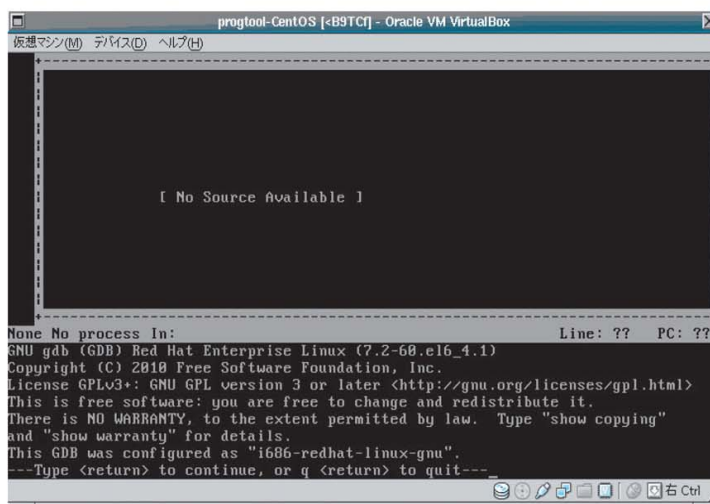 progtool-CentOS [<B9TCf] - Oracle VM VirtualBox
仮想マシン(M) デバイス(D) ヘルプ(H)
[ No Source Available ]
None No process In: Line: ?? PC: ??
GNU gdb (GDB) Red Hat Enterprise Linux (7.2-60.el6_4.1)
Copyright (C) 2010 Free Software Foundation, Inc.
License GPLv3+: GNU GPL version 3 or later <http://gnu.org/licenses/gpl.html>
This is free software: you are free to change and redistribute it.
There is NO WARRANTY, to the extent permitted by law. Type "show copying"
and "show warranty" for details.
This GDB was configured as "i686-redhat-linux-gnu".
---Type <return> to continue, or q <return> to quit---_
右 Ctrl